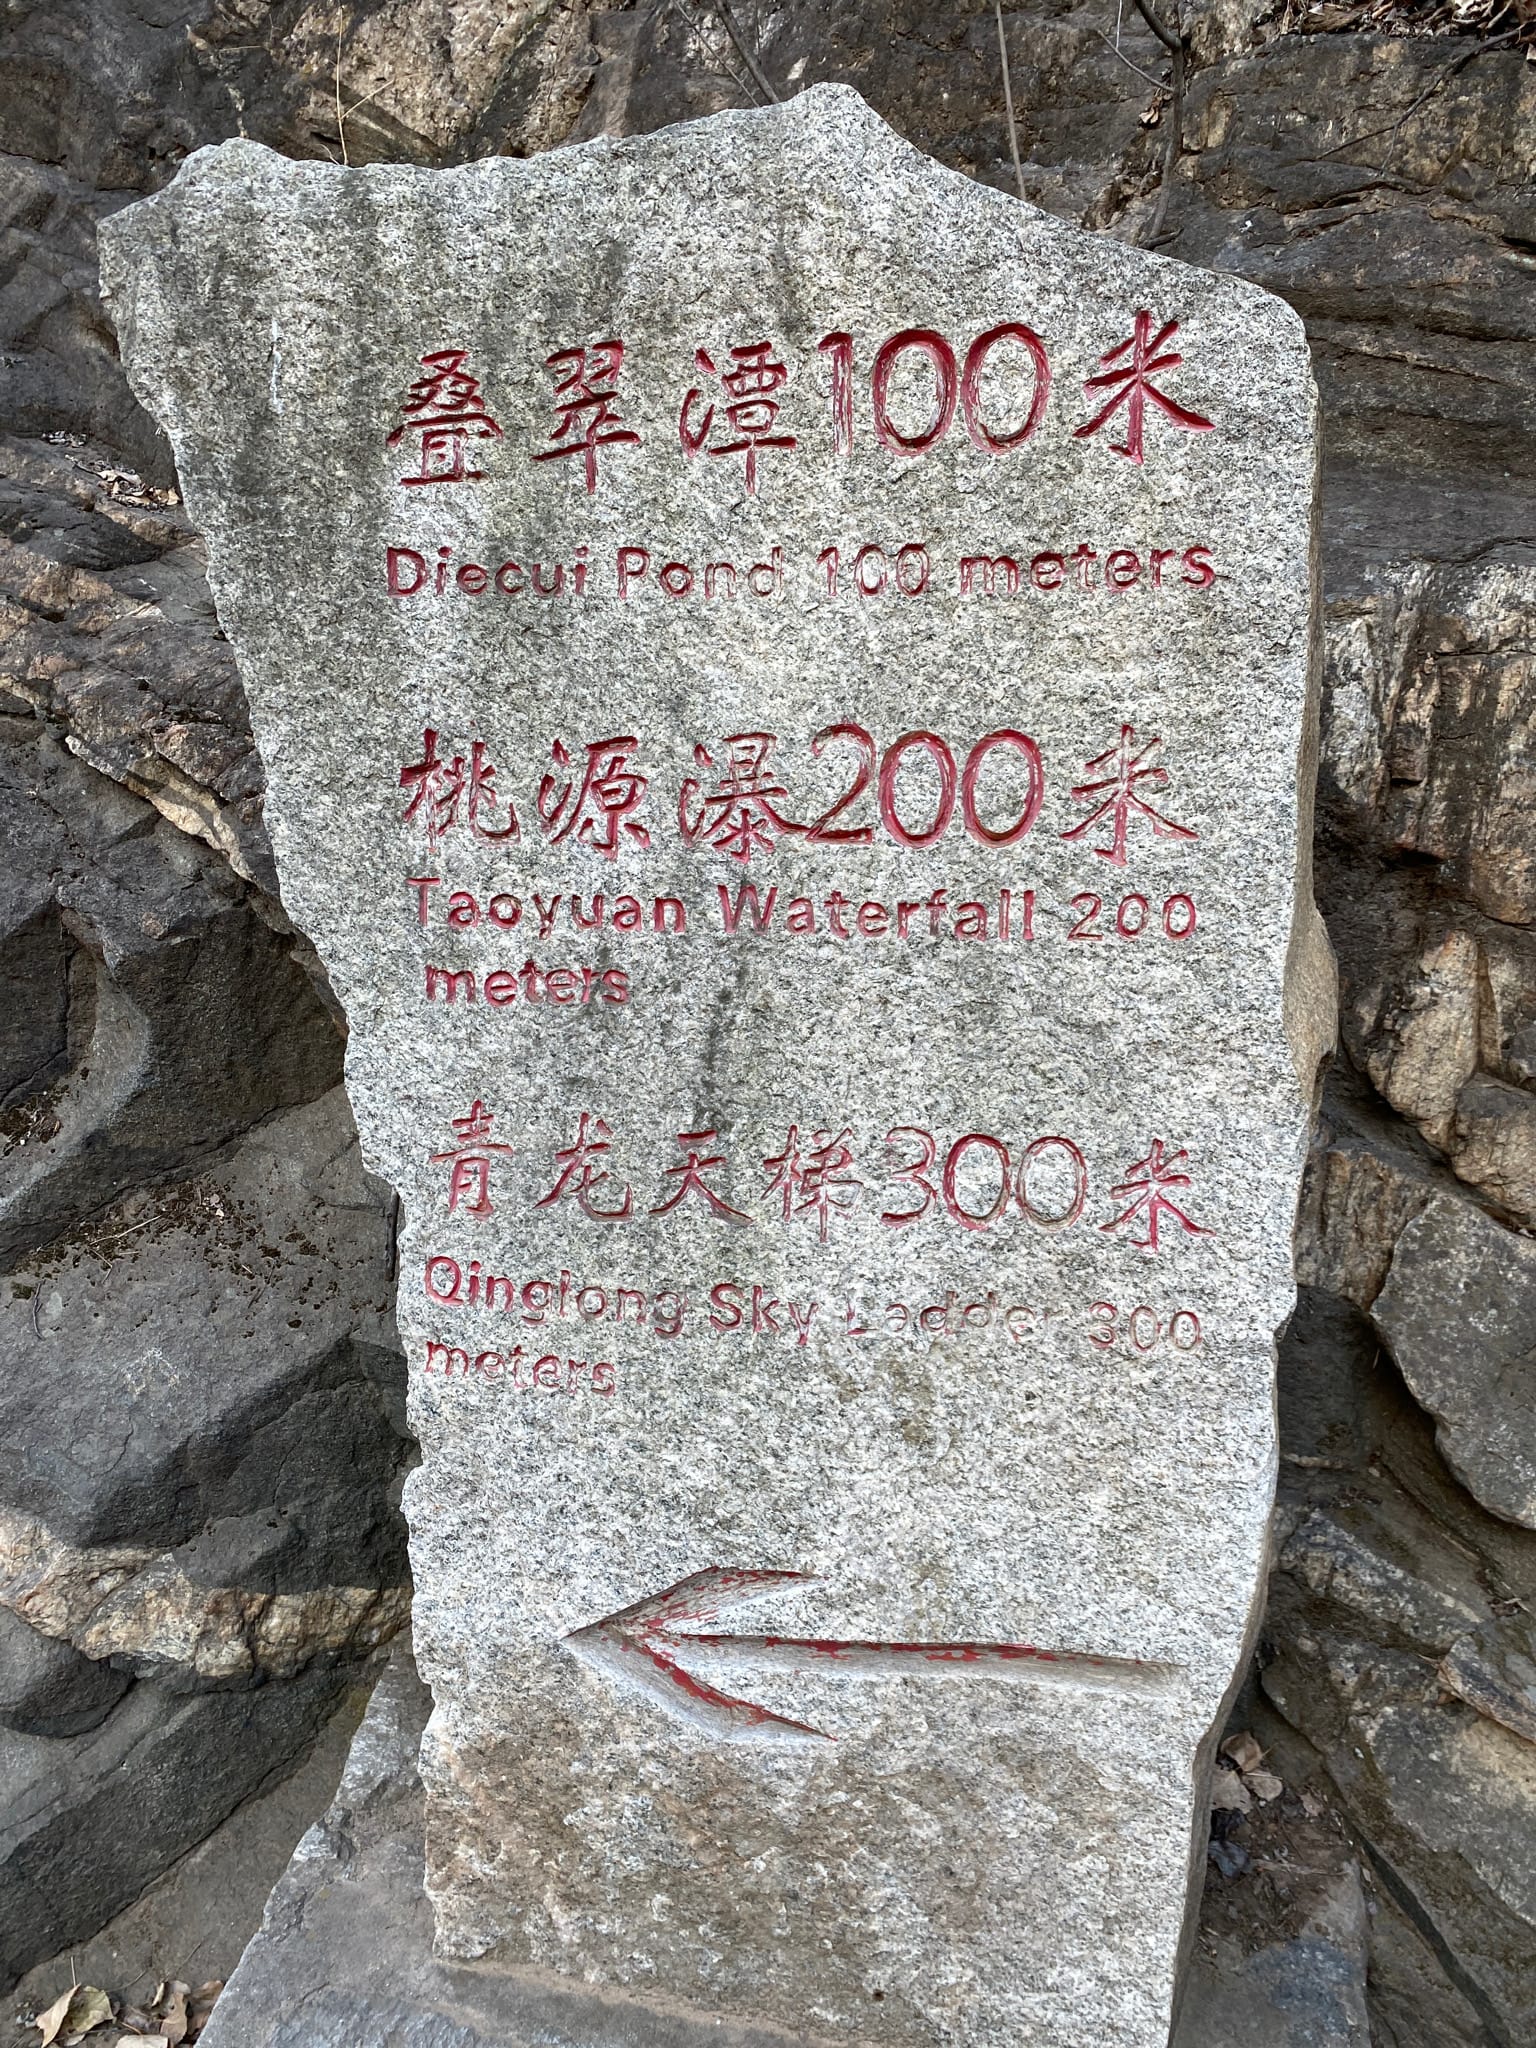 叠翠潭100米
Diecui Pond 100 meters
桃源瀑200米
Taoyuan Waterfall 200
meters
青龙天梯300米
Qinglong Sky Ladder 300
meters